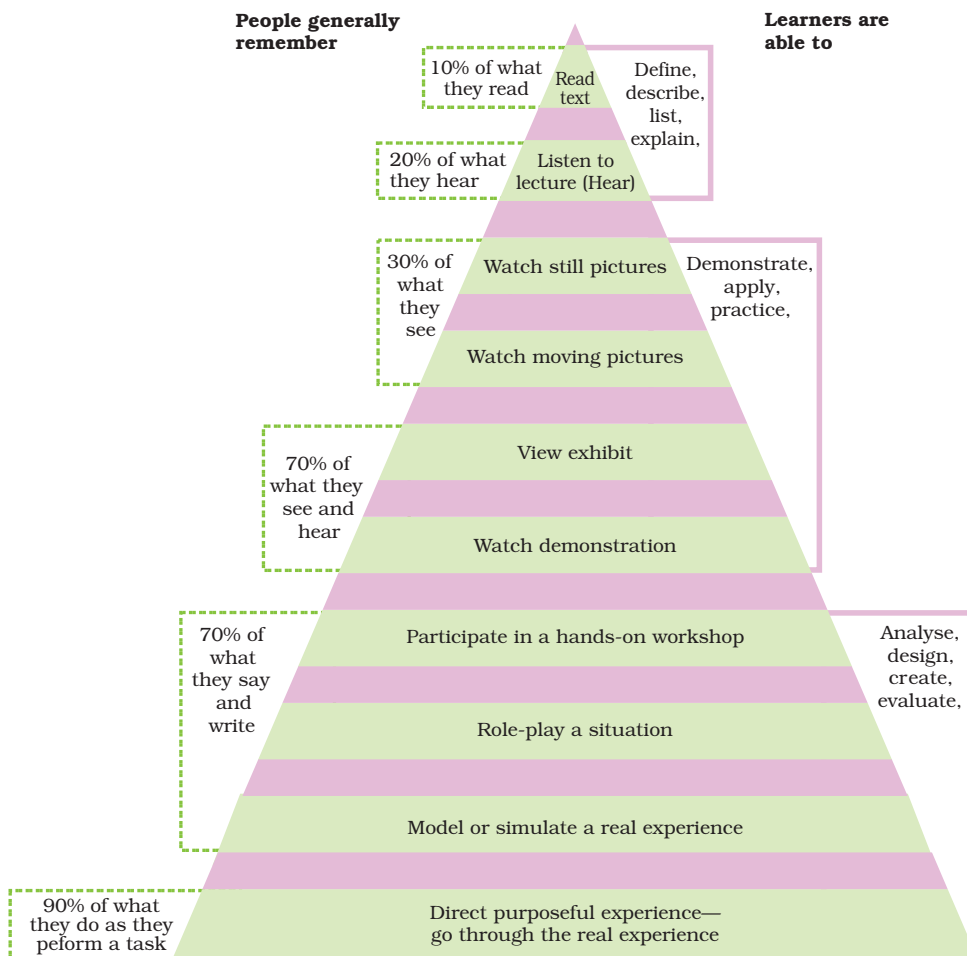 People generally
remember
Learners are
able to
10% of what
they read
Read
text
Define,
describe,
list,
explain,
20% of what
they hear
Listen to
lecture (Hear)
30% of
what
they
see
Watch still pictures
Demonstrate,
apply,
practice,
Watch moving pictures
70% of
what they
see and
hear
View exhibit
Watch demonstration
70% of
what
they say
and
write
Participate in a hands-on workshop
Analyse,
design,
create,
evaluate,
Role-play a situation
Model or simulate a real experience
90% of what
they do as they
peform a task
Direct purposeful experience—
go through the real experience